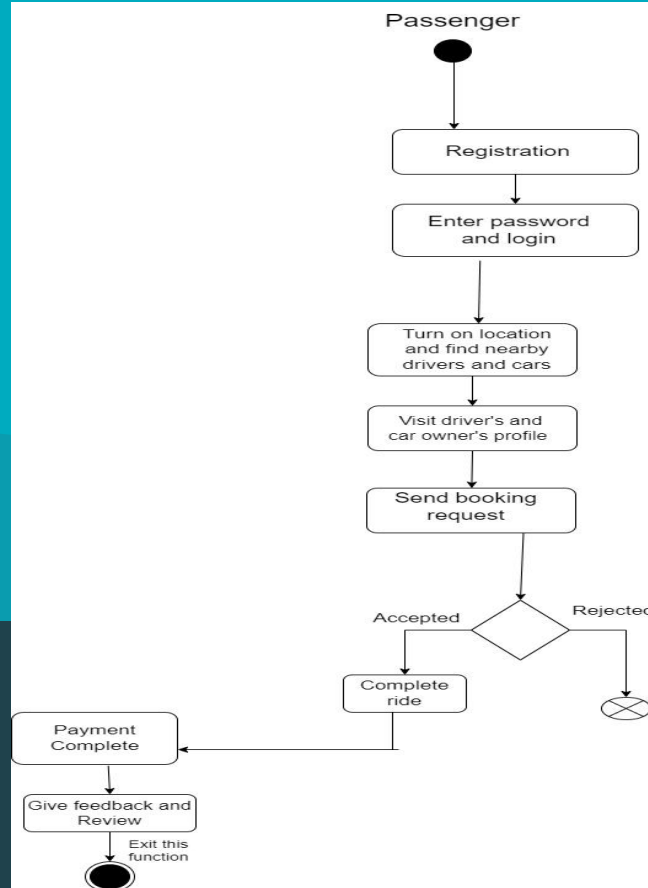 Passenger
Registration
Enter password
and login
Turn on location
and find nearby
drivers and cars
Visit driver's and
car owner's profile
Send booking
request
Accepted
Rejected
Complete
ride
Payment
Complete
Give feedback and
Review
Exit this
function